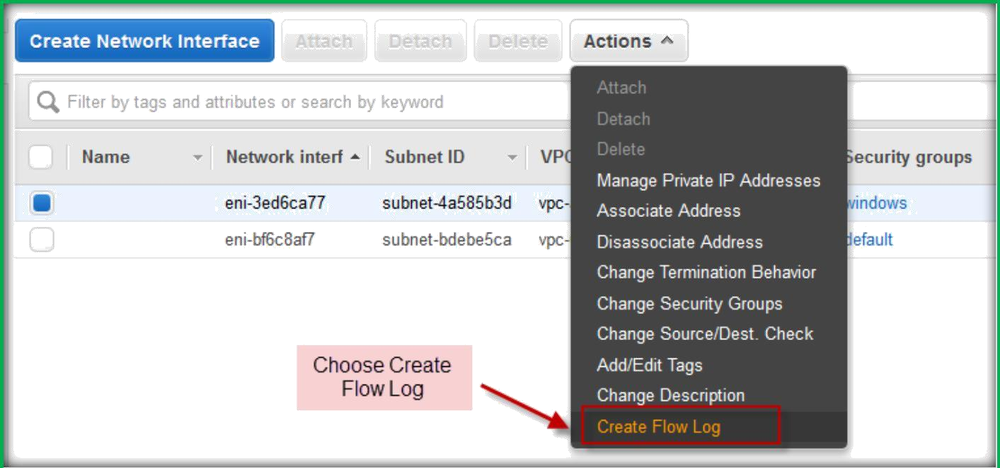 Create Network Interface Attach Detach Delete Actions
Filter by tags and attributes or search by keyword
Name Network interf Subnet ID VPC Security groups
eni-3ed6ca77 subnet-4a585b3d vpc- windows
eni-bf6c8af7 subnet-bdebe5ca vpc- default
Attach
Detach
Delete
Manage Private IP Addresses
Associate Address
Disassociate Address
Change Termination Behavior
Change Security Groups
Change Source/Dest. Check
Add/Edit Tags
Change Description
Create Flow Log
Choose Create
Flow Log